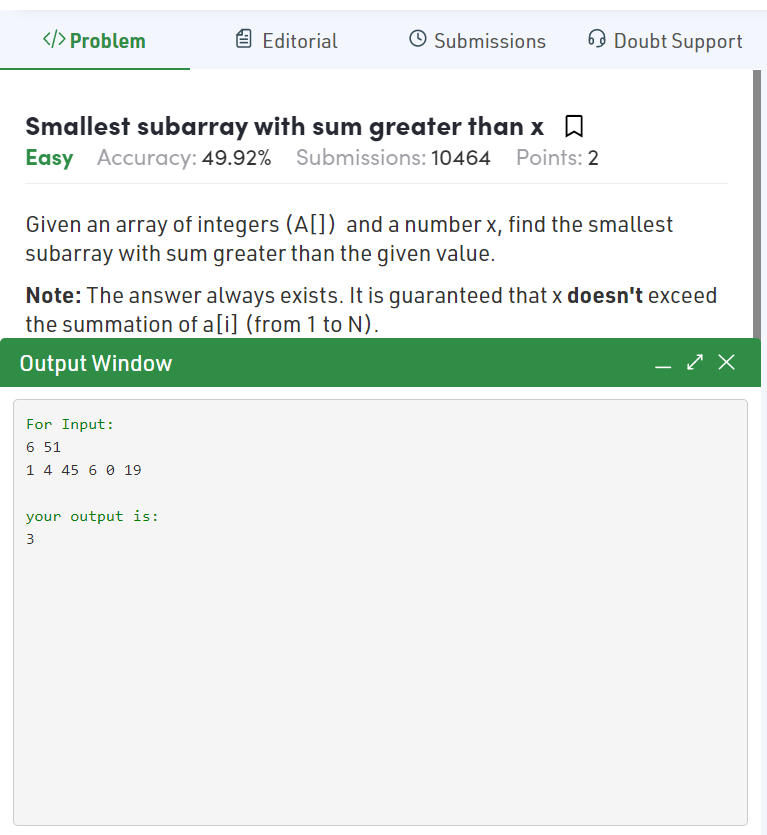 </> Problem
Editorial
Submissions
Doubt Support
Smallest subarray with sum greater than x
Easy Accuracy: 49.92% Submissions: 10464 Points: 2
Given an array of integers (A[]) and a number x, find the smallest
subarray with sum greater than the given value.
Note: The answer always exists. It is guaranteed that x doesn't exceed
the summation of a[i] (from 1 to N).
Output Window
For Input:
6 51
1 4 45 6 0 19
your output is:
3